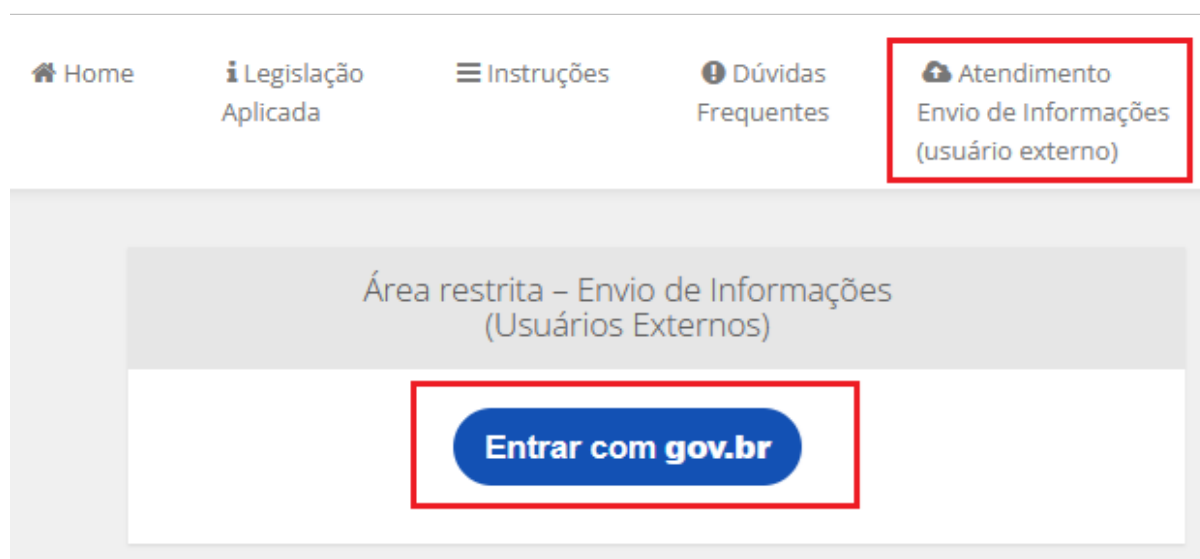 Home
Legislação
Aplicada
Instruções
Dúvidas
Frequentes
Atendimento
Envio de Informações
(usuário externo)
Área restrita – Envio de Informações
(Usuários Externos)
Entrar com gov.br